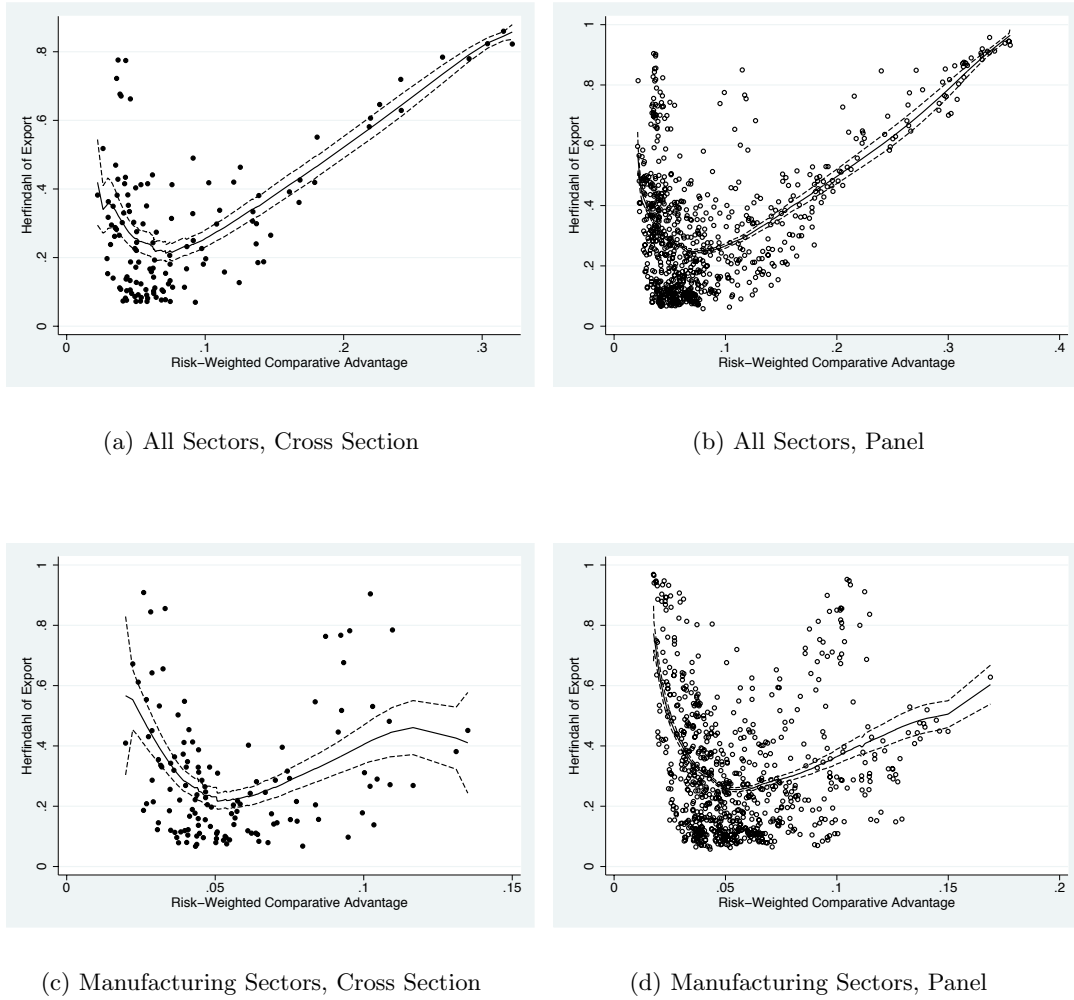 Herfindahl of Export
0 .2 .4 .6 .8
0 .1 .2 .3
Risk−Weighted Comparative Advantage
(a) All Sectors, Cross Section
Herfindahl of Export
0 .2 .4 .6 .8 1
0 .1 .2 .3 .4
Risk−Weighted Comparative Advantage
(b) All Sectors, Panel
Herfindahl of Export
0 .2 .4 .6 .8 1
0 .05 .1 .15
Risk−Weighted Comparative Advantage
(c) Manufacturing Sectors, Cross Section
Herfindahl of Export
0 .2 .4 .6 .8 1
0 .05 .1 .15 .2
Risk−Weighted Comparative Advantage
(d) Manufacturing Sectors, Panel